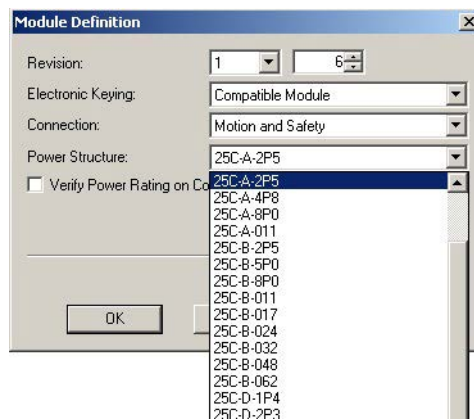 Module Definition
Revision: 1 6
Electronic Keying: Compatible Module
Connection: Motion and Safety
Power Structure: 25C-A-2P5
Verify Power Rating on Co
25C-A-2P5
25C-A-4P8
25C-A-8P0
25C-A-011
25C-B-2P5
25C-B-5P0
25C-B-8P0
25C-B-011
25C-B-017
25C-B-024
25C-B-032
25C-B-048
25C-B-062
25C-D-1P4
25C-D-2P3
OK